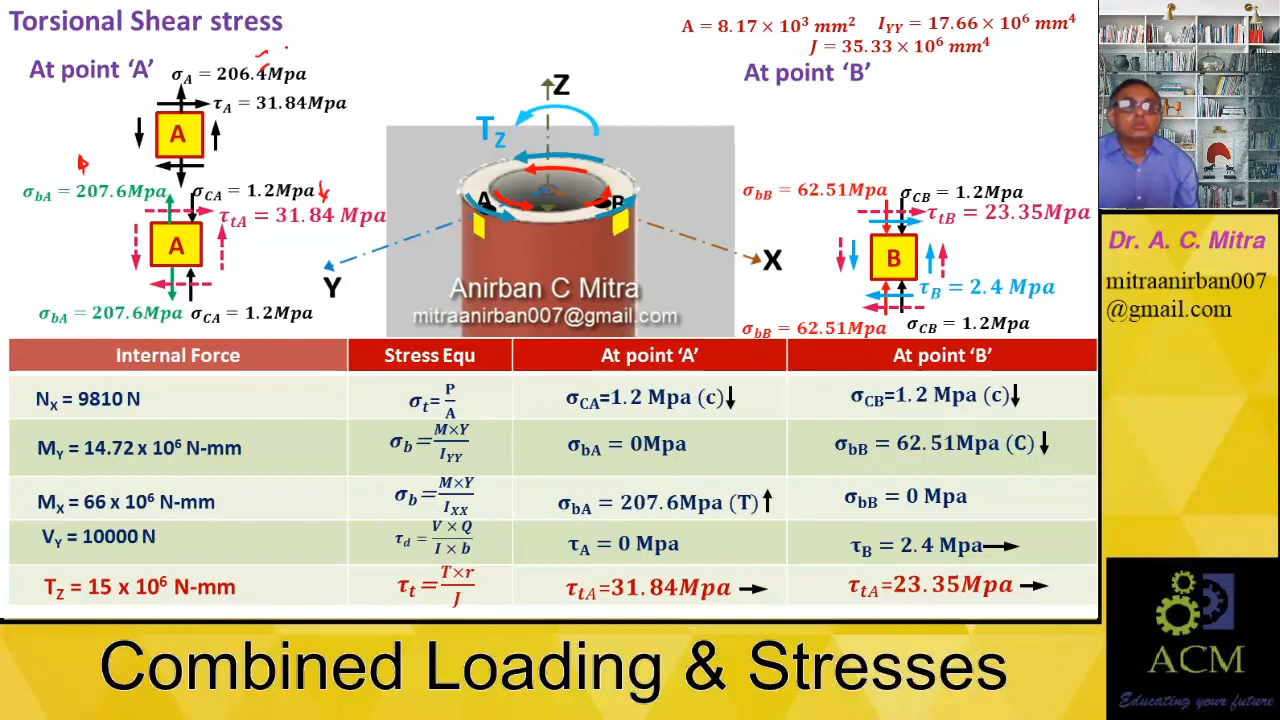 Torsional Shear stress
A = 8.17 × 10³ mm²
I_YY = 17.66 × 10⁶ mm⁴
J = 35.33 × 10⁶ mm⁴
At point 'A'
σ_A = 206.4Mpa
τ_A = 31.84Mpa
A
σ_bA = 207.6Mpa
σ_CA = 1.2Mpa
τ_tA = 31.84 Mpa
A
σ_bA = 207.6Mpa
σ_CA = 1.2Mpa
Z
T_Z
A
B
Y
X
Anirban C Mitra
mitraanirban007@gmail.com
At point 'B'
σ_bB = 62.51Mpa
σ_CB = 1.2Mpa
τ_tB = 23.35Mpa
B
τ_B = 2.4 Mpa
σ_bB = 62.51Mpa
σ_CB = 1.2Mpa
Dr. A. C. Mitra
mitraanirban007
@gmail.com
Internal Force Stress Equ At point 'A' At point 'B'
N_X = 9810 N σ_t= P/A σ_CA=1.2 Mpa (c)↓ σ_CB=1.2 Mpa (c)↓
M_Y = 14.72 x 10⁶ N-mm σ_b= M×Y/I_YY σ_bA = 0Mpa σ_bB = 62.51Mpa (C)↓
M_X = 66 x 10⁶ N-mm σ_b= M×Y/I_XX σ_bA = 207.6Mpa (T)↑ σ_bB = 0 Mpa
V_Y = 10000 N τ_d = V × Q/I × b τ_A = 0 Mpa τ_B = 2.4 Mpa→
T_Z = 15 x 10⁶ N-mm τ_t= T×r/J τ_tA=31.84Mpa → τ_tA=23.35Mpa →
Combined Loading & Stresses
ACM
Educating your future